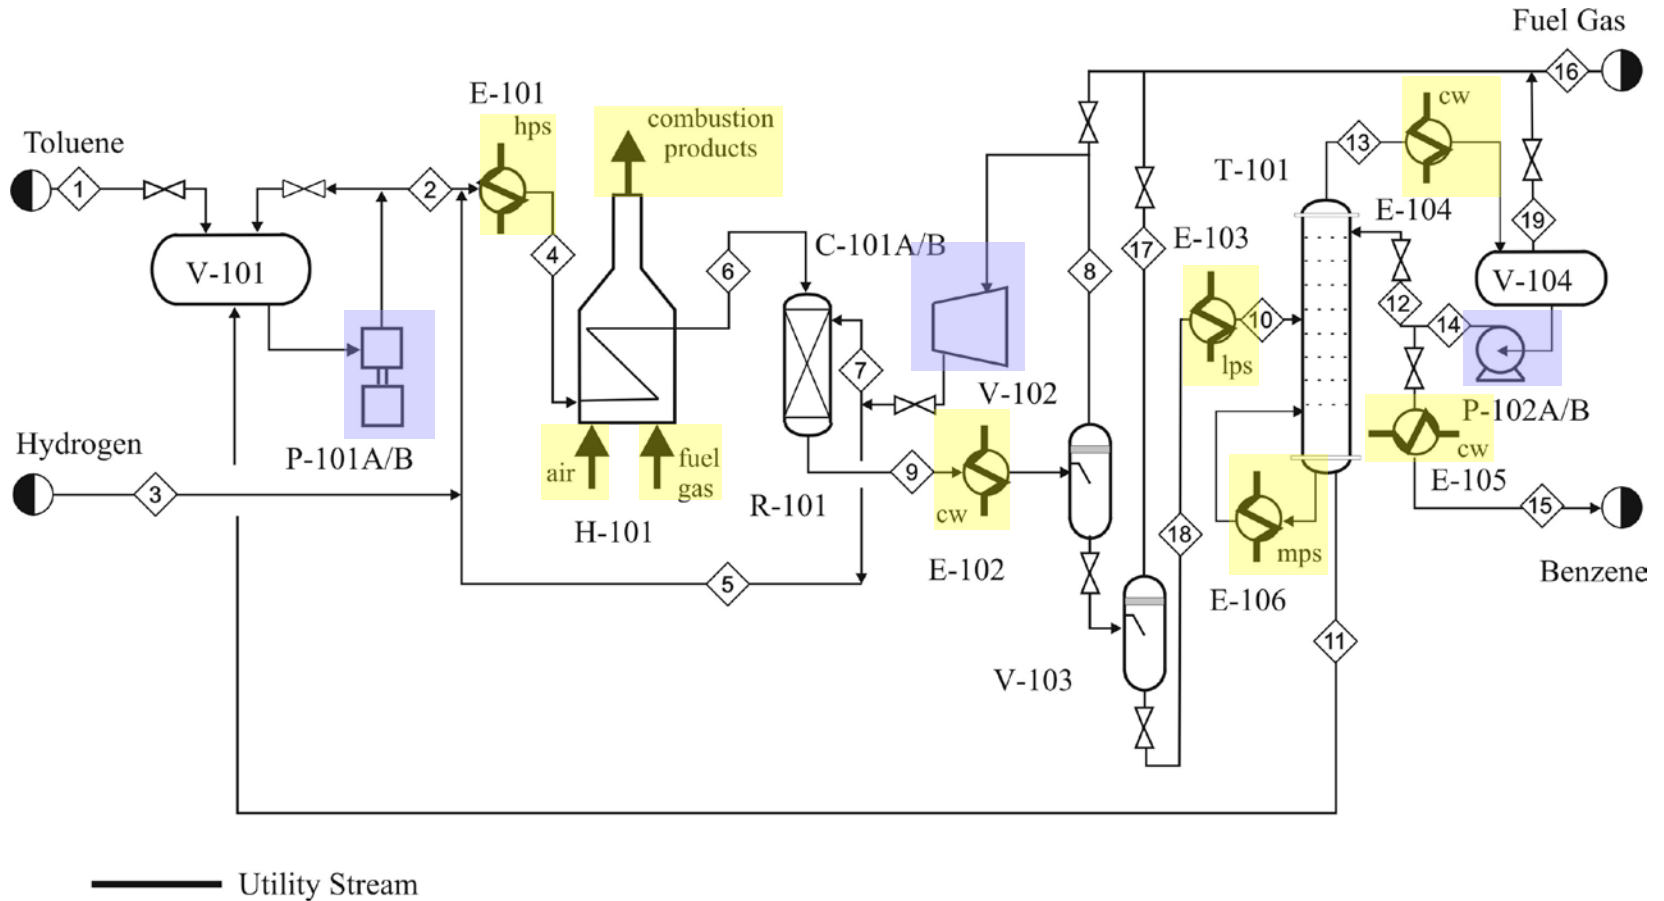 Fuel Gas
16
E-101
hps
combustion
products
cw
13
T-101
E-104
Toluene
1
2
19
C-101A/B
E-103
17
4
6
8
V-101
V-104
12
10
14
lps
7
V-102
P-102A/B
Hydrogen
P-101A/B
air
fuel
gas
9
cw
cw
E-105
3
R-101
15
H-101
18
mps
E-102
Benzene
5
E-106
11
V-103
Utility Stream